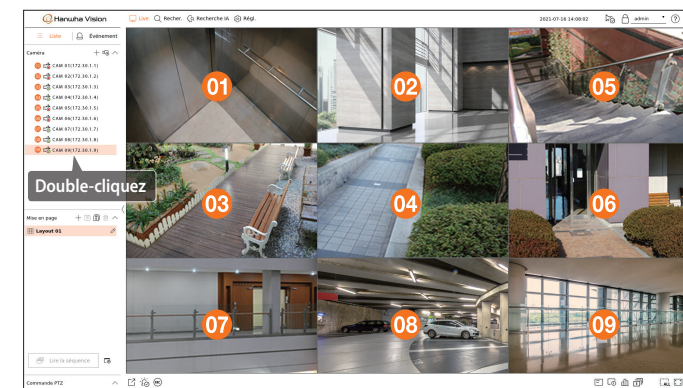 Hanwha Vision
Live Recher. Recherche IA Régl.
2021-07-16 14:08:02
admin
Liste
Événement
Caméra
CAM 01(172.30.1.1)
CAM 02(172.30.1.2)
CAM 03(172.30.1.3)
CAM 04(172.30.1.4)
CAM 05(172.30.1.5)
CAM 06(172.30.1.6)
CAM 07(172.30.1.7)
CAM 08(172.30.1.8)
CAM 09(172.30.1.9)
Double-cliquez
Mise en page
Layout 01
Lire la séquence
Commande PTZ
01
02
05
03
04
06
07
08
09
ALL